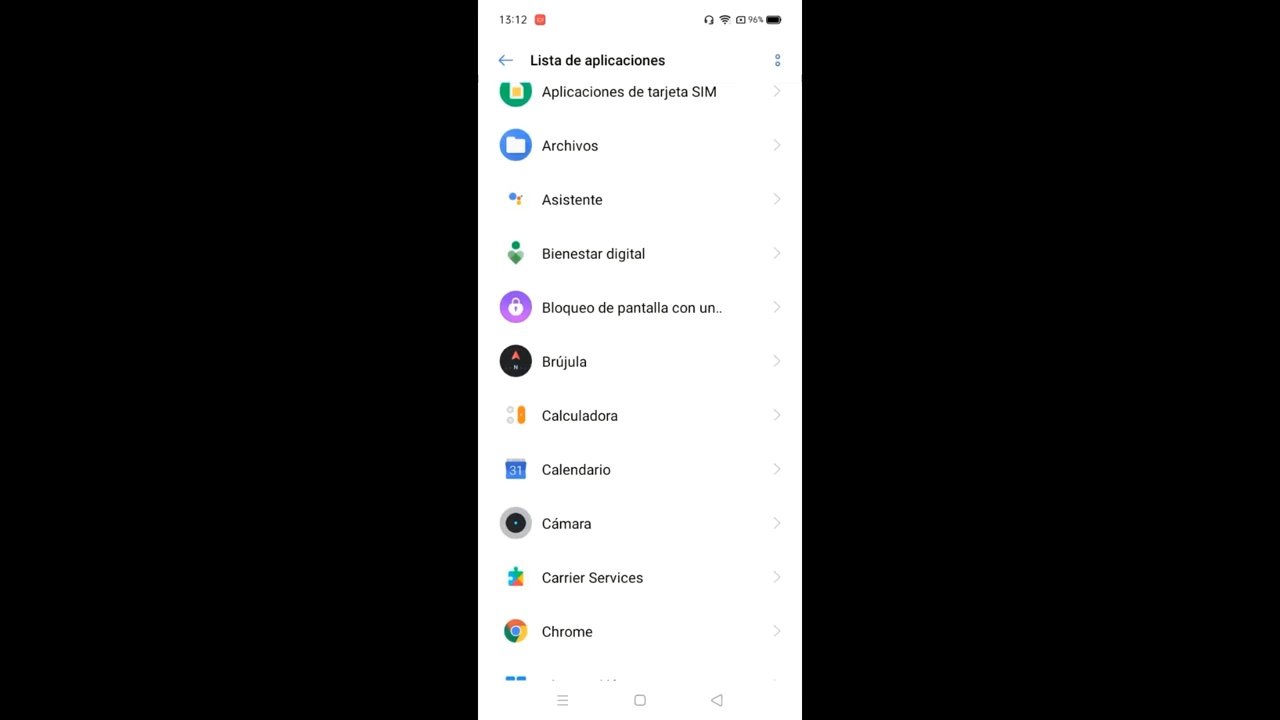 13:12 96%
Lista de aplicaciones
Aplicaciones de tarjeta SIM
Archivos
Asistente
Bienestar digital
Bloqueo de pantalla con un..
N
Brújula
Calculadora
31
Calendario
Cámara
Carrier Services
Chrome